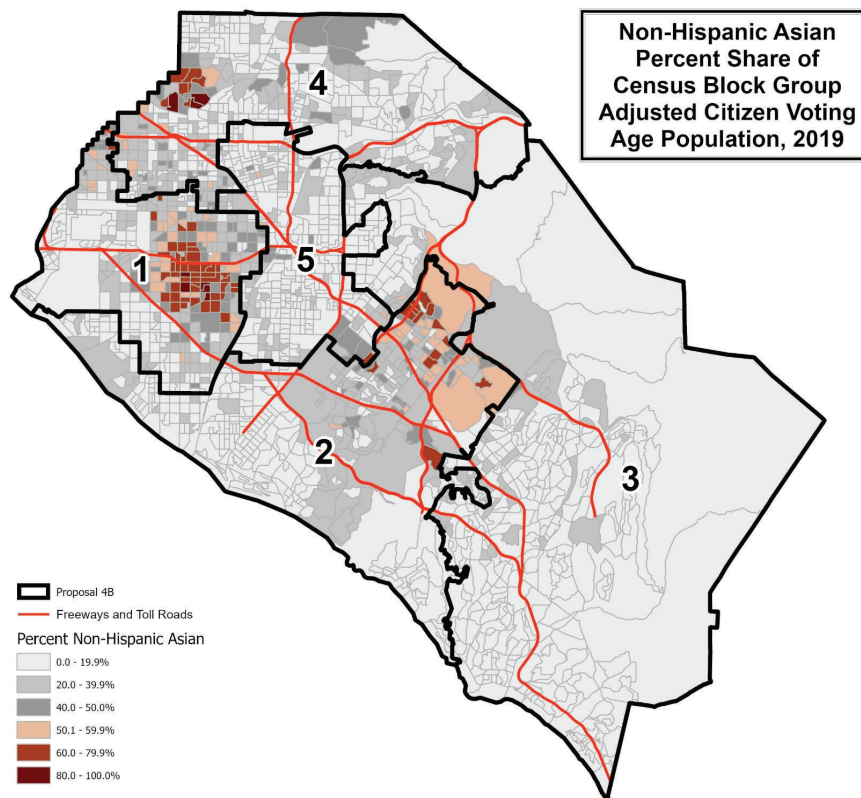 Non-Hispanic Asian
Percent Share of
Census Block Group
Adjusted Citizen Voting
Age Population, 2019
4
1
5
2
3
Proposal 4B
Freeways and Toll Roads
Percent Non-Hispanic Asian
0.0 - 19.9%
20.0 - 39.9%
40.0 - 50.0%
50.1 - 59.9%
60.0 - 79.9%
80.0 - 100.0%